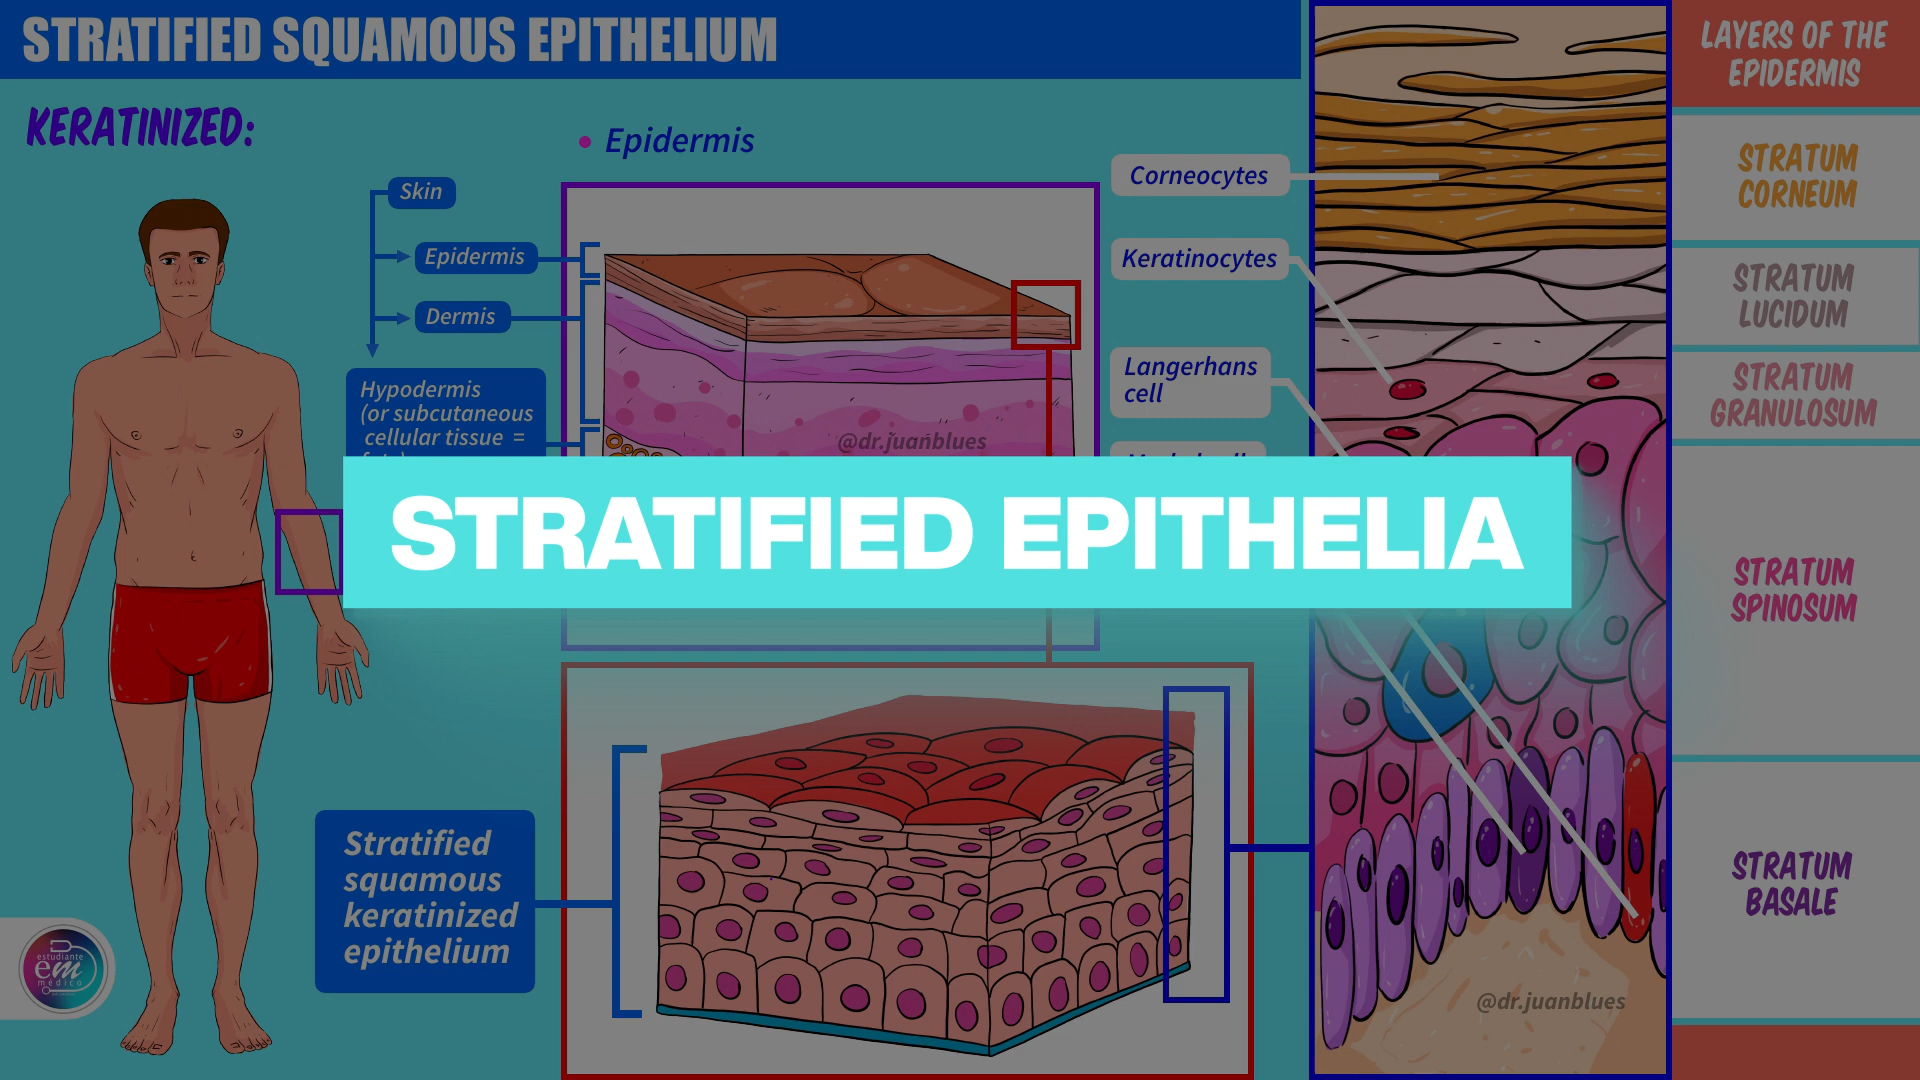 STRATIFIED SQUAMOUS EPITHELIUM
KERATINIZED:
• Epidermis
Skin
Epidermis
Dermis
Hypodermis
(or subcutaneous
cellular tissue =
Corneocytes
Keratinocytes
Langerhans
cell
@dr.juanblues
STRATIFIED EPITHELIA
Stratified
squamous
keratinized
epithelium
LAYERS OF THE
EPIDERMIS
STRATUM
CORNEUM
STRATUM
LUCIDUM
STRATUM
GRANULOSUM
STRATUM
SPINOSUM
STRATUM
BASALE
@dr.juanblues
estudiante
em
médico